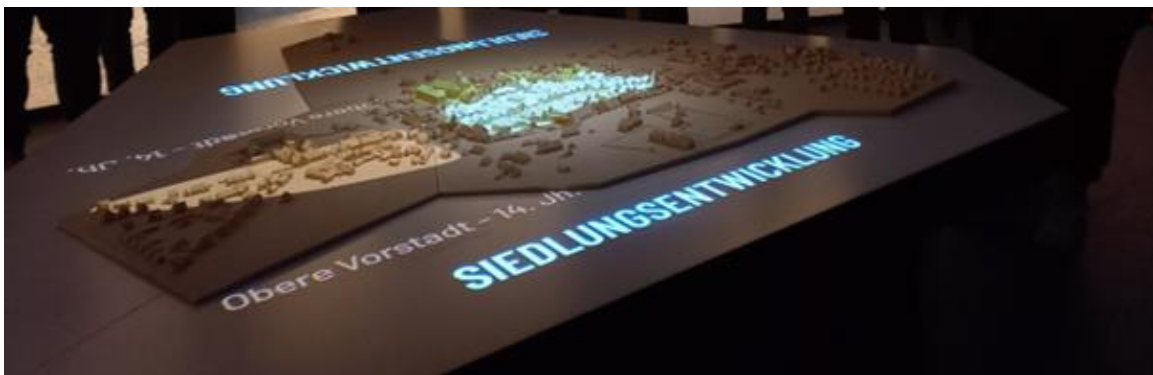 SIEDLUNGSENTWICKLUNG
Obere Vorstadt - 14. Jh.
Obere Vorstadt - 14. Jh.
SIEDLUNGSENTWICKLUNG